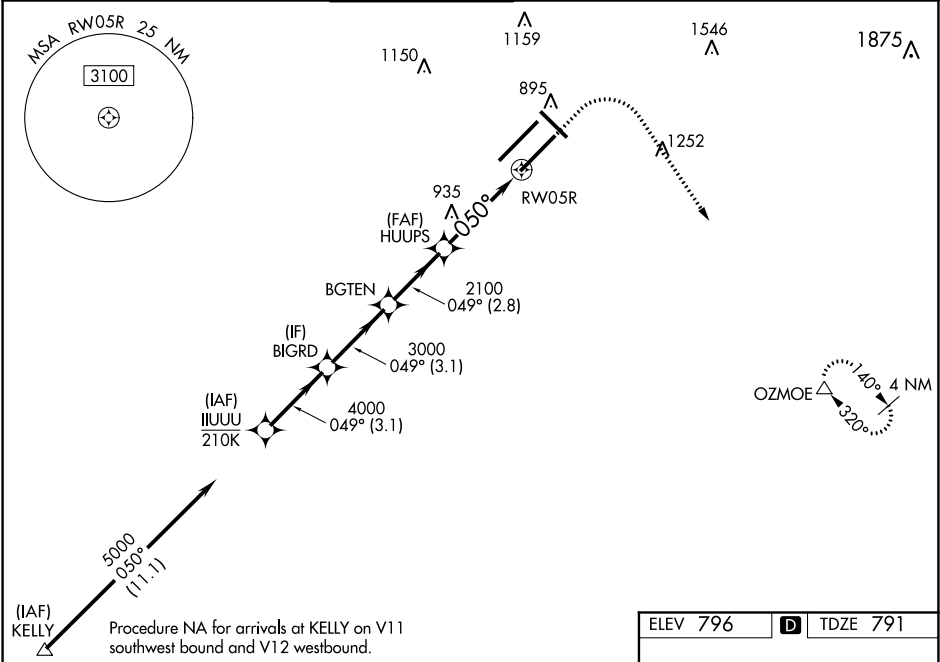 MSA RW05R 25 NM
3100
1159
1150
1546
1875
895
1252
RW05R
935
050°
(FAF)
HUUPS
BGTEN
2100
049° (2.8)
(IF)
BIGRD
3000
049° (3.1)
(IAF)
IIUUU
210K
4000
049° (3.1)
OZMOE
140°
4 NM
320°
5000
050°
(11.1)
(IAF)
KELLY
Procedure NA for arrivals at KELLY on V11
southwest bound and V12 westbound.
ELEV 796 D TDZE 791